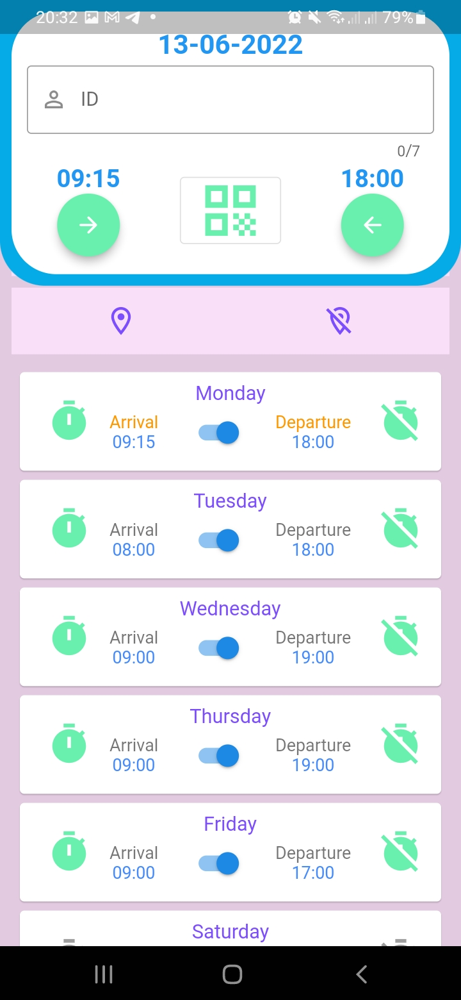 20:32
79%
13-06-2022
ID
0/7
09:15
18:00
Monday
Arrival
Departure
09:15
18:00
Tuesday
Arrival
Departure
08:00
18:00
Wednesday
Arrival
Departure
09:00
19:00
Thursday
Arrival
Departure
09:00
19:00
Friday
Arrival
Departure
09:00
17:00
Saturday